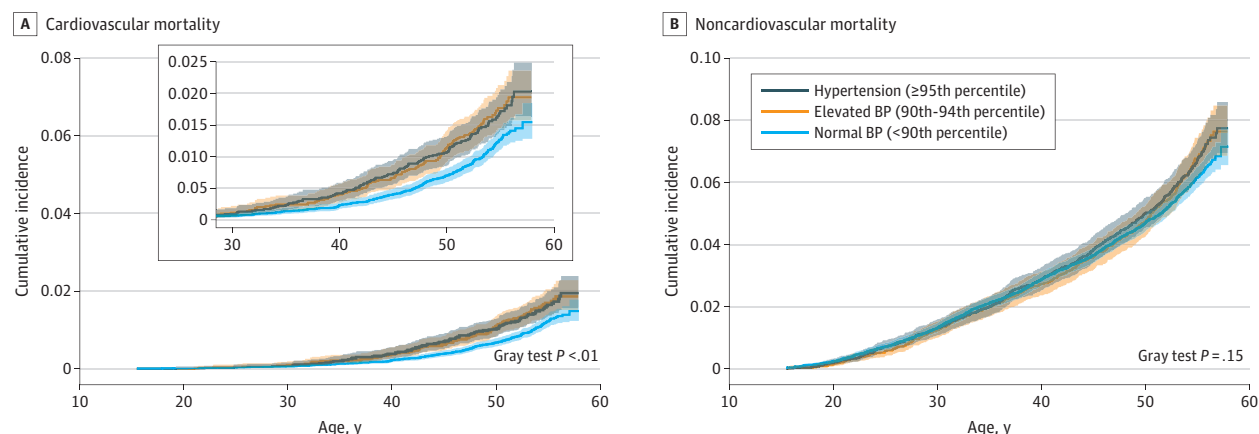 A Cardiovascular mortality
0.08
0.06
0.04
0.02
0
Cumulative incidence
0.025
0.020
0.015
0.010
0.05
0
30 40 50 60
Gray test P <.01
10 20 30 40 50 60
Age, y
B Noncardiovascular mortality
0.10
0.08
0.06
0.04
0.02
0
Cumulative incidence
Hypertension (≥95th percentile)
Elevated BP (90th-94th percentile)
Normal BP (<90th percentile)
Gray test P = .15
10 20 30 40 50 60
Age, y